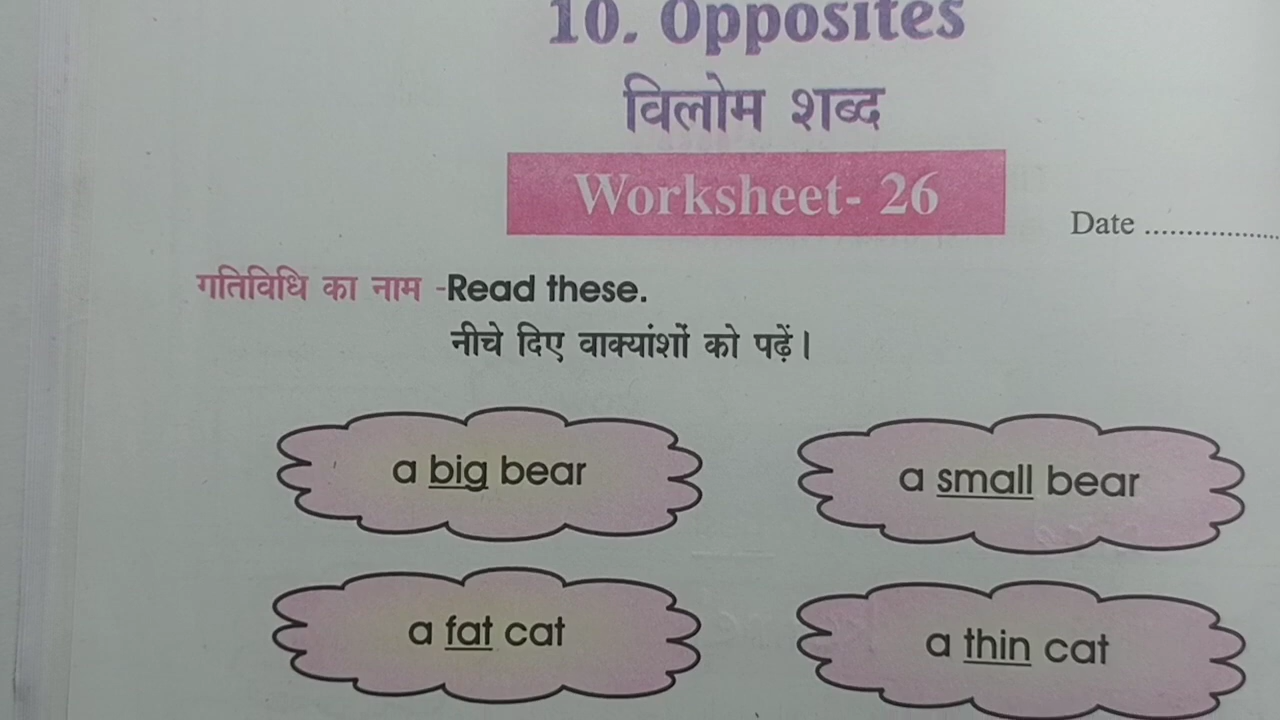 10. Opposites
विलोम शब्द
Worksheet- 26
Date ..................
गतिविधि का नाम -Read these.
नीचे दिए वाक्यांशों को पढ़ें।
a big bear
a small bear
a fat cat
a thin cat